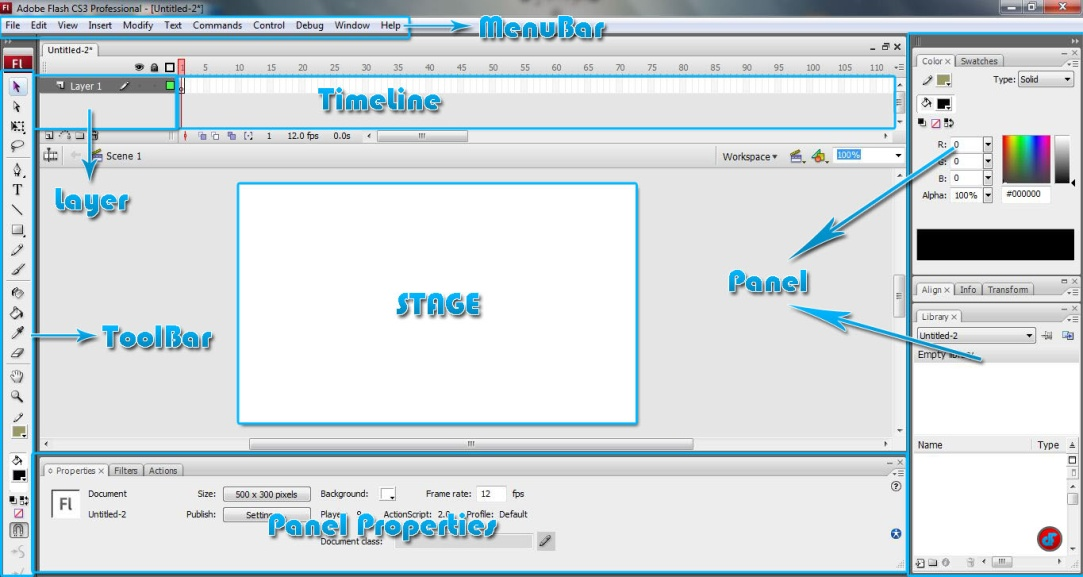 Adobe Flash CS3 Professional - [Untitled-2*]
File Edit View Insert Modify Text Commands Control Debug Window Help
MenuBar
Untitled-2*
Fl
5 10 15 20 25 30 35 40 45 50 55 60 65 70 75 80 85 90 95 100 105 110
Layer 1
TimeLine
1 12.0 fps 0.0s
Scene 1
Workspace 100%
Layer
STAGE
Panel
ToolBar
Color Swatches
Type: Solid
R: 0
G: 0
B: 0
Alpha: 100% #000000
Align Info Transform
Library
Untitled-2
Empty
Name Type
Properties Filters Actions
Fl
Document Size: 500 x 300 pixels Background: Frame rate: 12 fps
Untitled-2 Publish: ActionScript: 2.0 Profile: Default
Panel Properties
Document class: